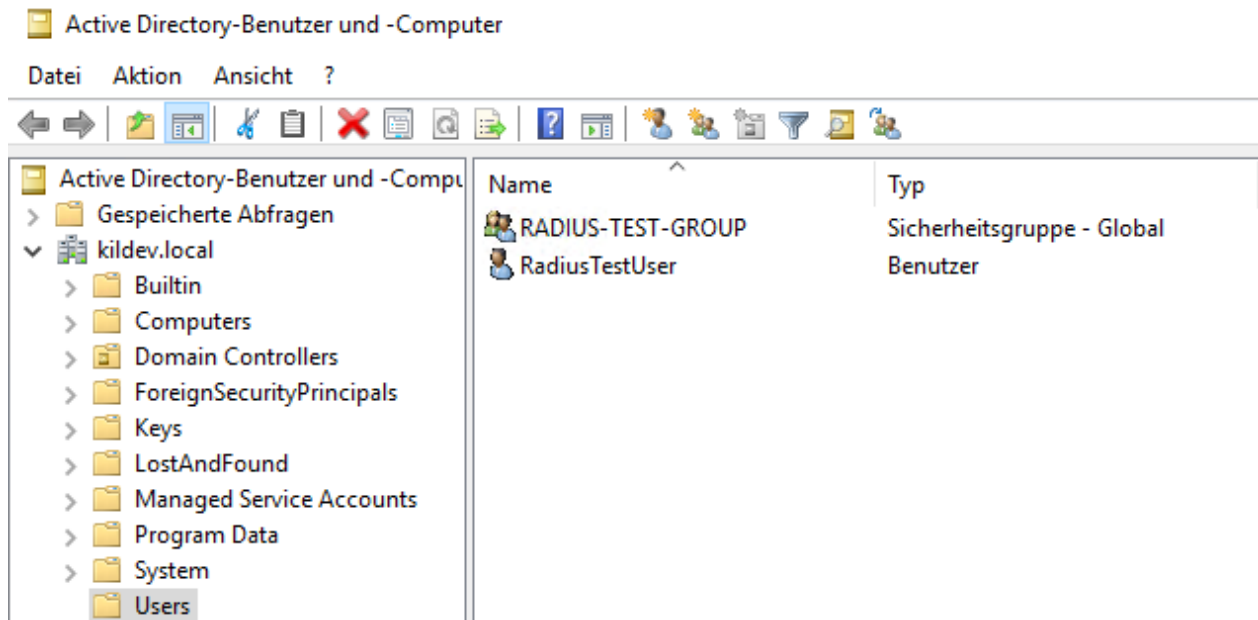 Active Directory-Benutzer und -Computer
Datei Aktion Ansicht ?
Active Directory-Benutzer und -Compu
Gespeicherte Abfragen
kildev.local
Builtin
Computers
Domain Controllers
ForeignSecurityPrincipals
Keys
LostAndFound
Managed Service Accounts
Program Data
System
Users
Name Typ
RADIUS-TEST-GROUP Sicherheitsgruppe - Global
RadiusTestUser Benutzer